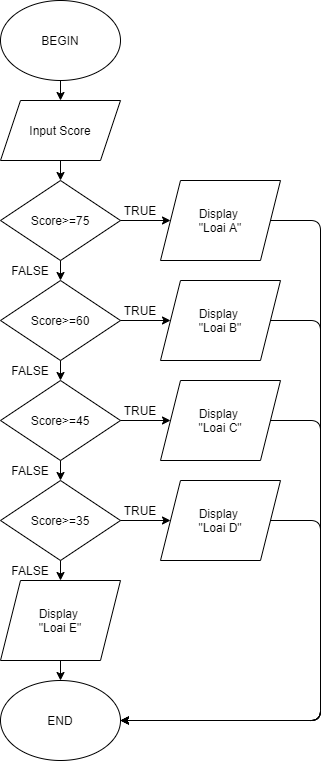 BEGIN
Input Score
Score>=75
TRUE
Display
"Loai A"
FALSE
Score>=60
TRUE
Display
"Loai B"
FALSE
Score>=45
TRUE
Display
"Loai C"
FALSE
Score>=35
TRUE
Display
"Loai D"
FALSE
Display
"Loai E"
END